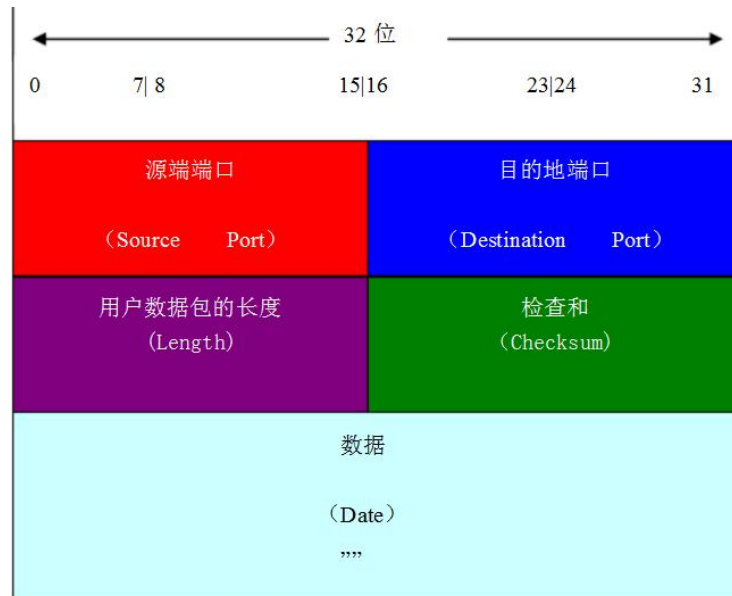 32 位
0 7| 8 15|16 23|24 31
源端端口
目的地端口
（Source Port）
（Destination Port）
用户数据包的长度
(Length)
检查和
（Checksum）
数据
（Date）
””